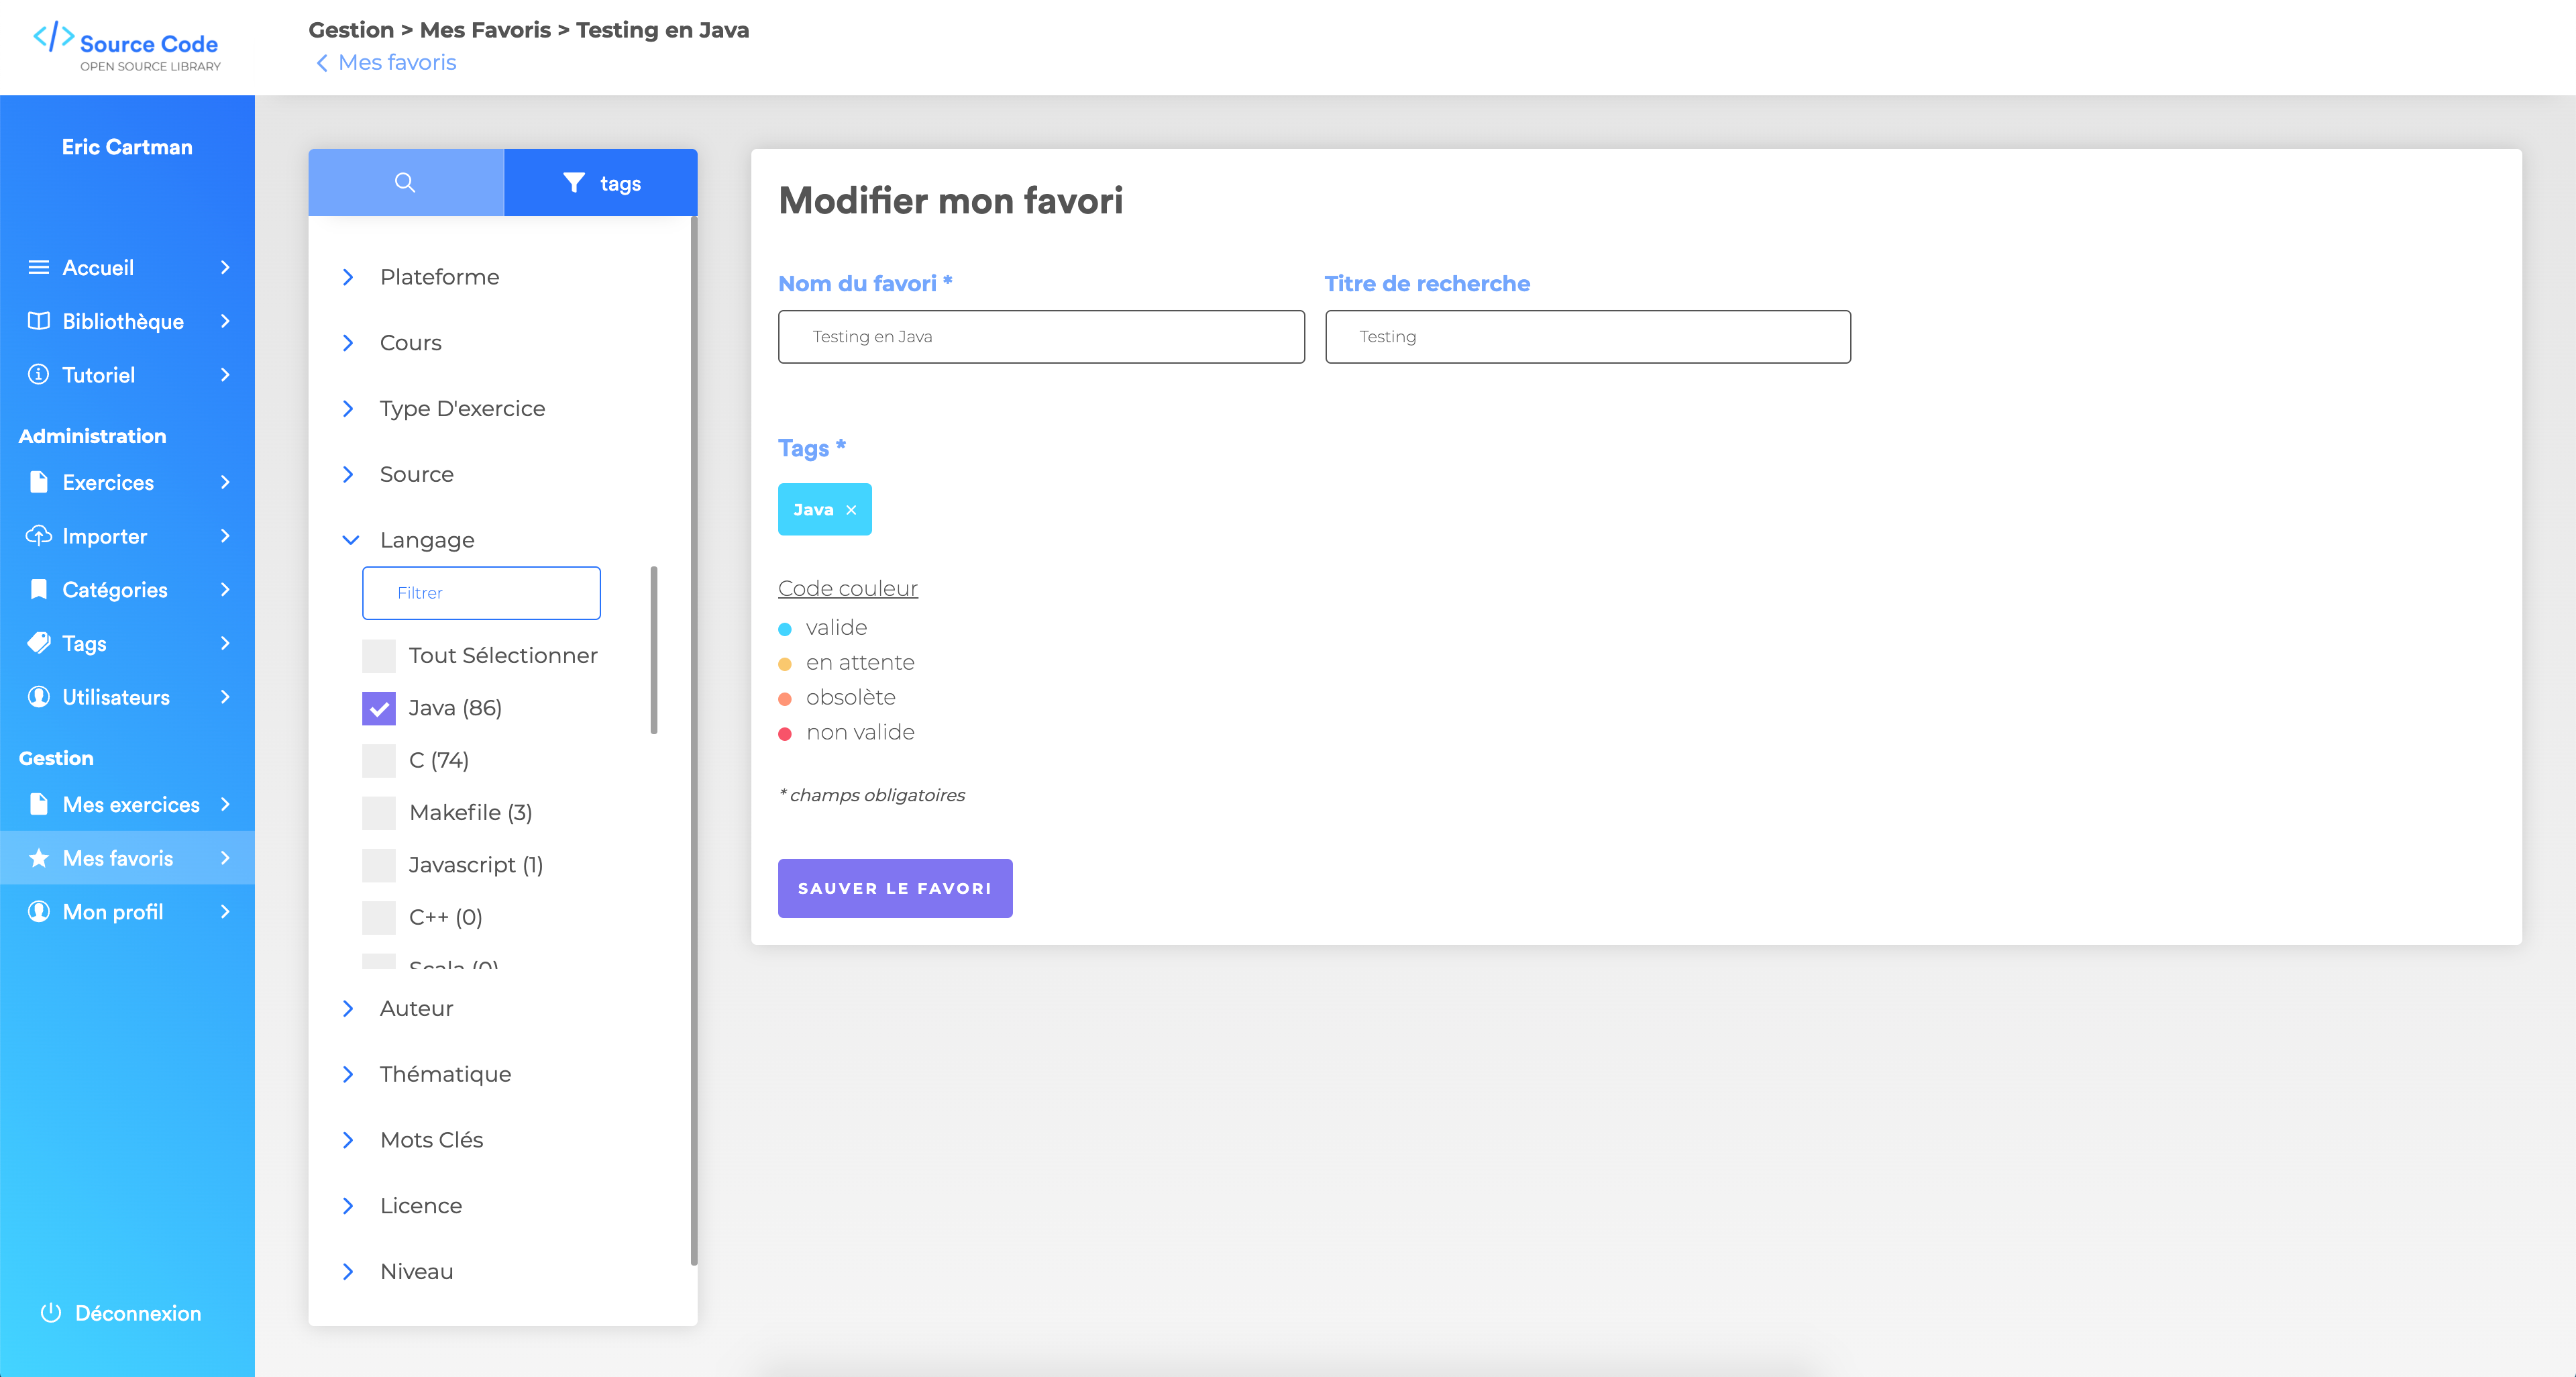 Source Code
OPEN SOURCE LIBRARY
Gestion > Mes Favoris > Testing en Java
Mes favoris
Eric Cartman
Accueil
Bibliothèque
Tutoriel
Administration
Exercices
Importer
Catégories
Tags
Utilisateurs
Gestion
Mes exercices
Mes favoris
Mon profil
Déconnexion
tags
Plateforme
Cours
Type D'exercice
Source
Langage
Filtrer
Tout Sélectionner
Java (86)
C (74)
Makefile (3)
Javascript (1)
C++ (0)
Scala (0)
Auteur
Thématique
Mots Clés
Licence
Niveau
Modifier mon favori
Nom du favori * Titre de recherche
Testing en Java Testing
Tags *
Java ×
Code couleur
valide
en attente
obsolète
non valide
* champs obligatoires
SAUVER LE FAVORI